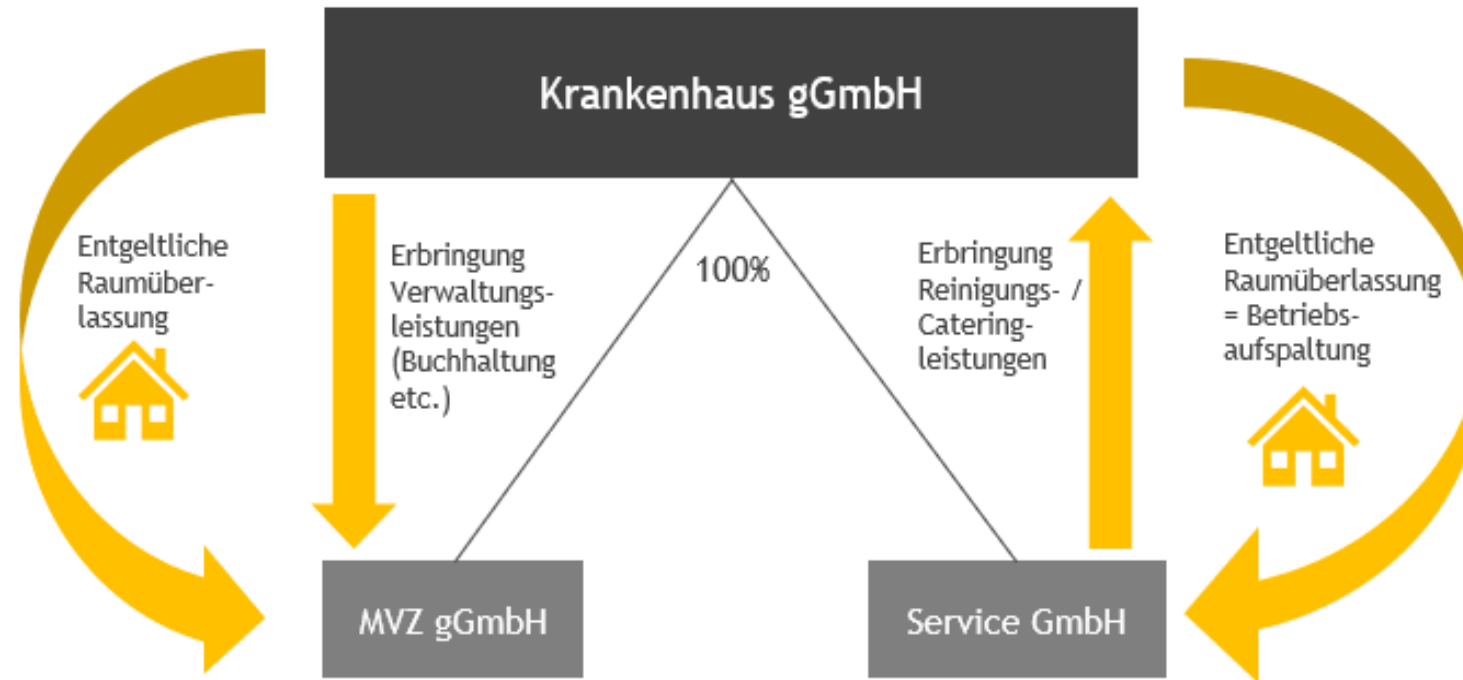 Krankenhaus gGmbH
Entgeltliche
Raumüber-
lassung
Erbringung
Verwaltungs-
leistungen
(Buchhaltung
etc.)
100%
Erbringung
Reinigungs- /
Catering-
leistungen
Entgeltliche
Raumüberlassung
= Betriebs-
aufspaltung
MVZ gGmbH
Service GmbH